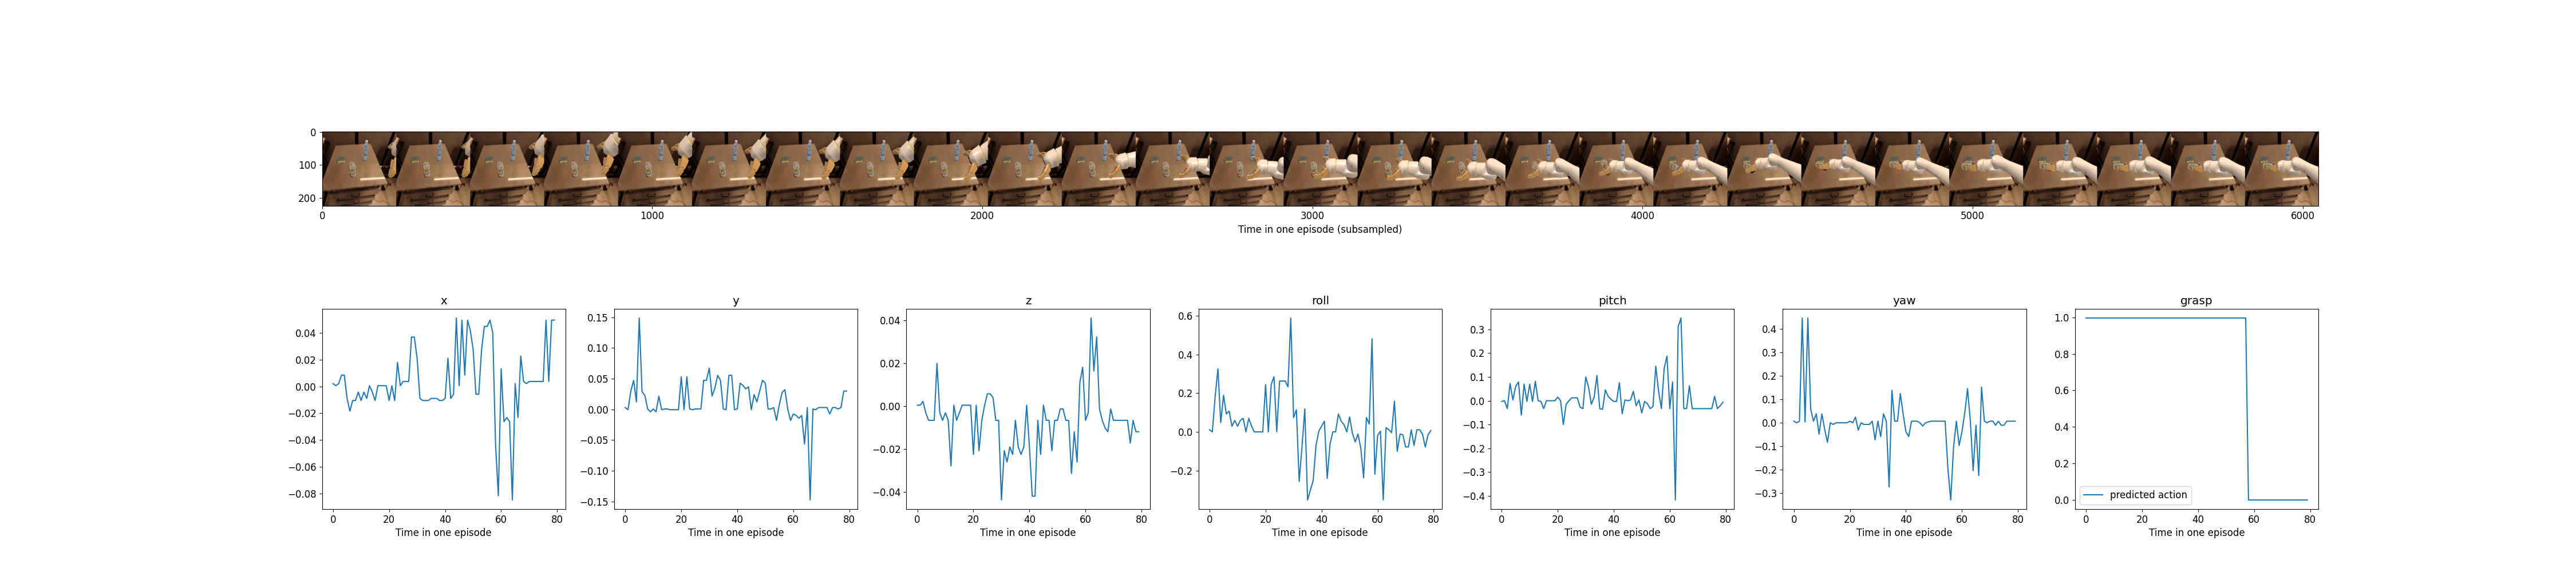 0
100
200
0 1000 2000 3000 4000 5000 6000
Time in one episode (subsampled)
x y z roll pitch yaw grasp
0.04
0.02
0.00
−0.02
−0.04
−0.06
−0.08
0 20 40 60 80
Time in one episode
0.15
0.10
0.05
0.00
−0.05
−0.10
−0.15
0 20 40 60 80
Time in one episode
0.04
0.02
0.00
−0.02
−0.04
0 20 40 60 80
Time in one episode
0.6
0.4
0.2
0.0
−0.2
0 20 40 60 80
Time in one episode
0.3
0.2
0.1
0.0
−0.1
−0.2
−0.3
−0.4
0 20 40 60 80
Time in one episode
0.4
0.3
0.2
0.1
0.0
−0.1
−0.2
−0.3
0 20 40 60 80
Time in one episode
1.0
0.8
0.6
0.4
0.2
0.0
predicted action
0 20 40 60 80
Time in one episode